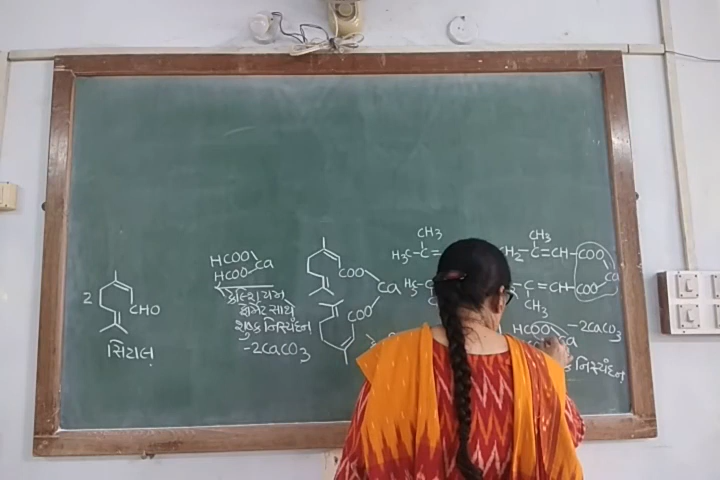 2
CHO
સિટાલ
HCOO
HCOO
Ca
કેલ્શિયમ
ફોર્મેટ સાથે
શુષ્ક નિસ્યંદન
-2CaCO3
COO
COO
Ca
CH3
H3C-C=
H3C
CH3
CH2-C=CH-COO
C=CH-COO
Ca
CH3
HCOO
Ca
-2CaCO3
નિસ્યંદન